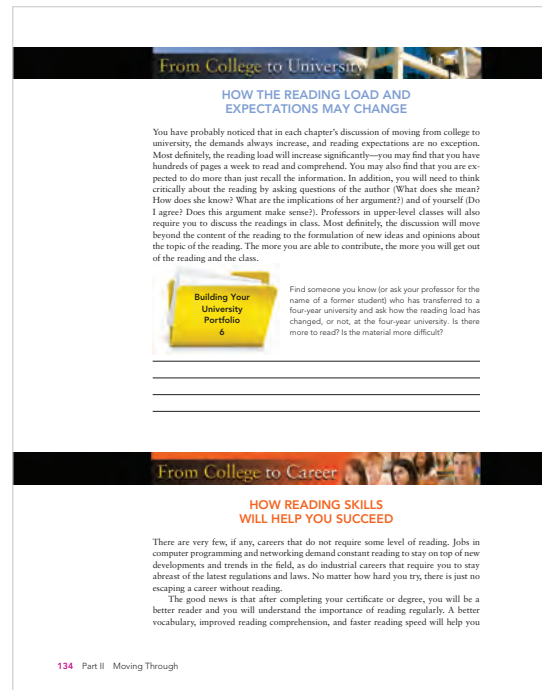 From College to University
HOW THE READING LOAD AND
EXPECTATIONS MAY CHANGE
You have probably noticed that in each chapter's discussion of moving from college to
university, the demands always increase, and reading expectations are no exception.
Most definitely, the reading load will increase significantly—you may find that you have
hundreds of pages a week to read and comprehend. You may also find that you are ex-
pected to do more than just recall the information. In addition, you will need to think
critically about the reading by asking questions of the author (What does she mean?
How does she know? What are the implications of her argument?) and of yourself (Do
I agree? Does this argument make sense?). Professors in upper-level classes will also
require you to discuss the readings in class. Most definitely, the discussion will move
beyond the content of the reading to the formulation of new ideas and opinions about
the topic of the reading. The more you are able to contribute, the more you will get out
of the reading and the class.
Building Your
University
Portfolio
6
Find someone you know (or ask your professor for the
name of a former student) who has transferred to a
four-year university and ask how the reading load has
changed, or not, at the four-year university. Is there
more to read? Is the material more difficult?
From College to Career
HOW READING SKILLS
WILL HELP YOU SUCCEED
There are very few, if any, careers that do not require some level of reading. Jobs in
computer programming and networking demand constant reading to stay on top of new
developments and trends in the field, as do industrial careers that require you to stay
abreast of the latest regulations and laws. No matter how hard you try, there is just no
escaping a career without reading.
The good news is that after completing your certificate or degree, you will be a
better reader and you will understand the importance of reading regularly. A better
vocabulary, improved reading comprehension, and faster reading speed will help you
134 Part II Moving Through